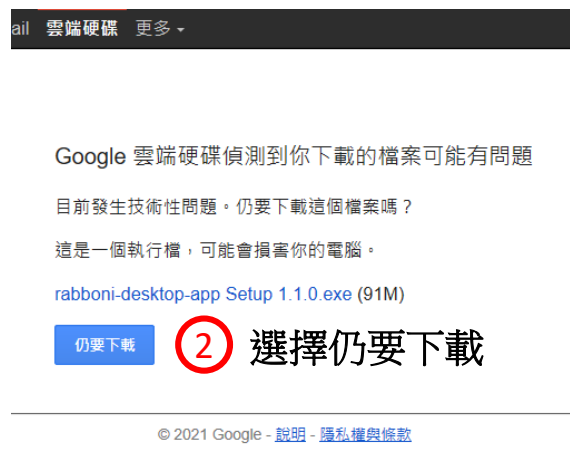 ail 雲端硬碟 更多
Google 雲端硬碟偵測到你下載的檔案可能有問題
目前發生技術性問題。仍要下載這個檔案嗎？
這是一個執行檔，可能會損害你的電腦。
rabboni-desktop-app Setup 1.1.0.exe (91M)
仍要下載 2 選擇仍要下載
© 2021 Google - 說明 - 隱私權與條款